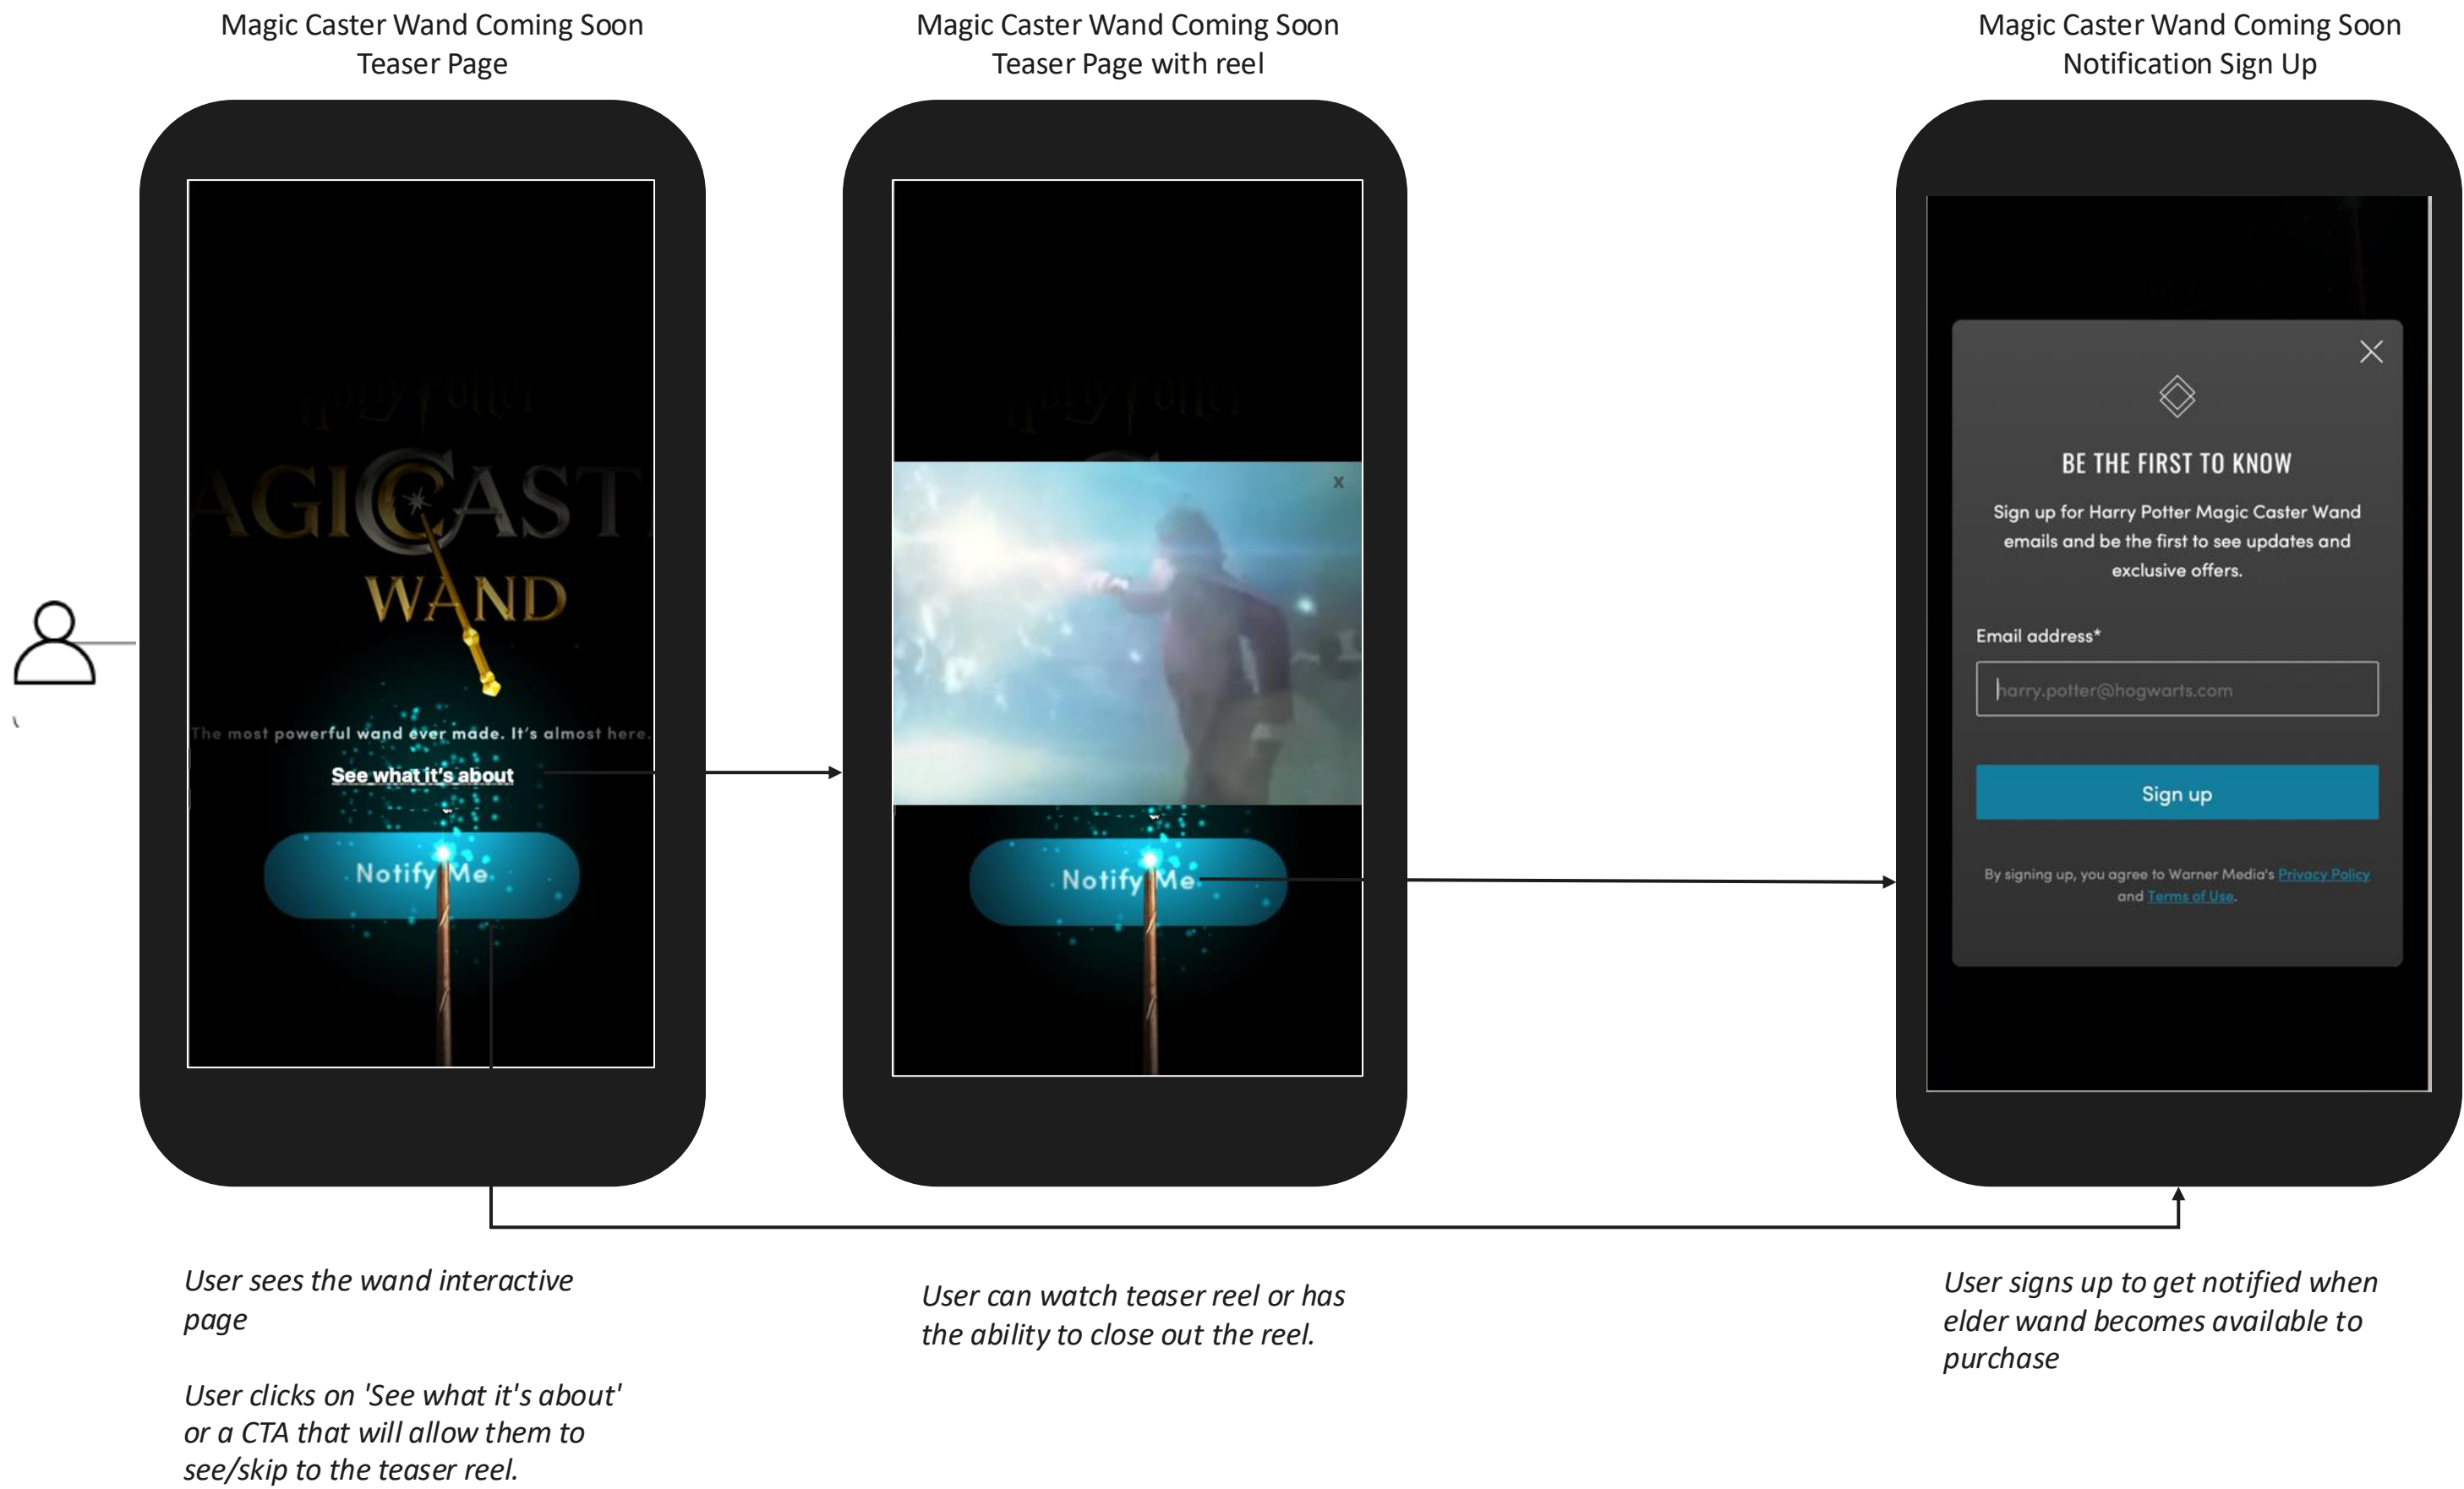 Magic Caster Wand Coming Soon
Teaser Page
Magic Caster Wand Coming Soon
Teaser Page with reel
Magic Caster Wand Coming Soon
Notification Sign Up
Harry Potter
AGIC CAST
WAND
The most powerful wand ever made. It's almost here.
See what it's about
Notify Me
Harry Potter
x
Notify Me
BE THE FIRST TO KNOW
Sign up for Harry Potter Magic Caster Wand
emails and be the first to see updates and
exclusive offers.
Email address*
harry.potter@hogwarts.com
Sign up
By signing up, you agree to Warner Media's Privacy Policy
and Terms of Use.
User sees the wand interactive
page
User clicks on 'See what it's about'
or a CTA that will allow them to
see/skip to the teaser reel.
User can watch teaser reel or has
the ability to close out the reel.
User signs up to get notified when
elder wand becomes available to
purchase